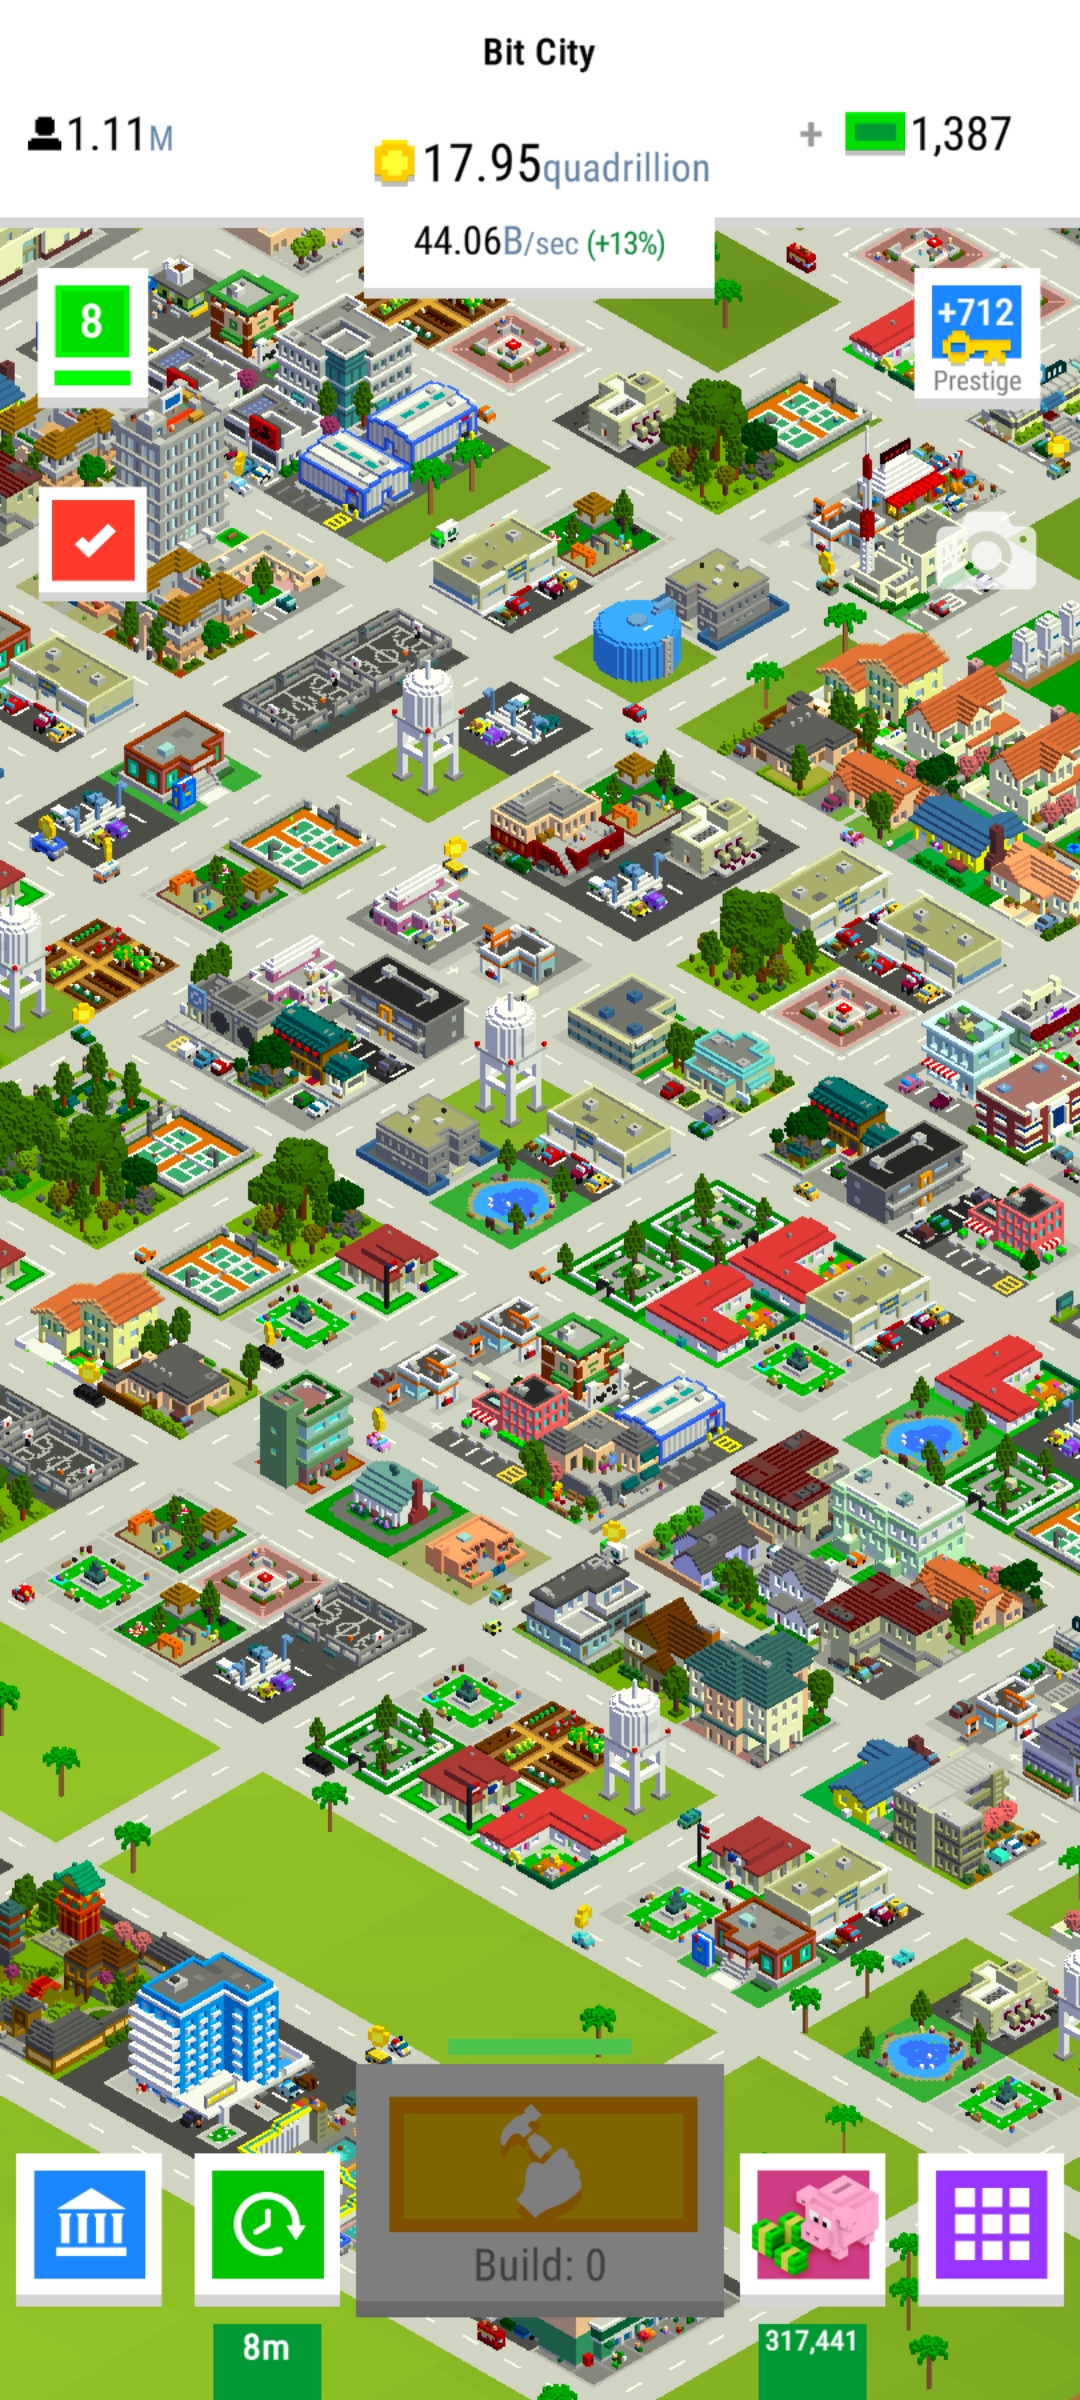 Bit City
1.11M
17.95quadrillion
+ 1,387
44.06B/sec (+13%)
8
+712
Prestige
Build: 0
8m
317,441